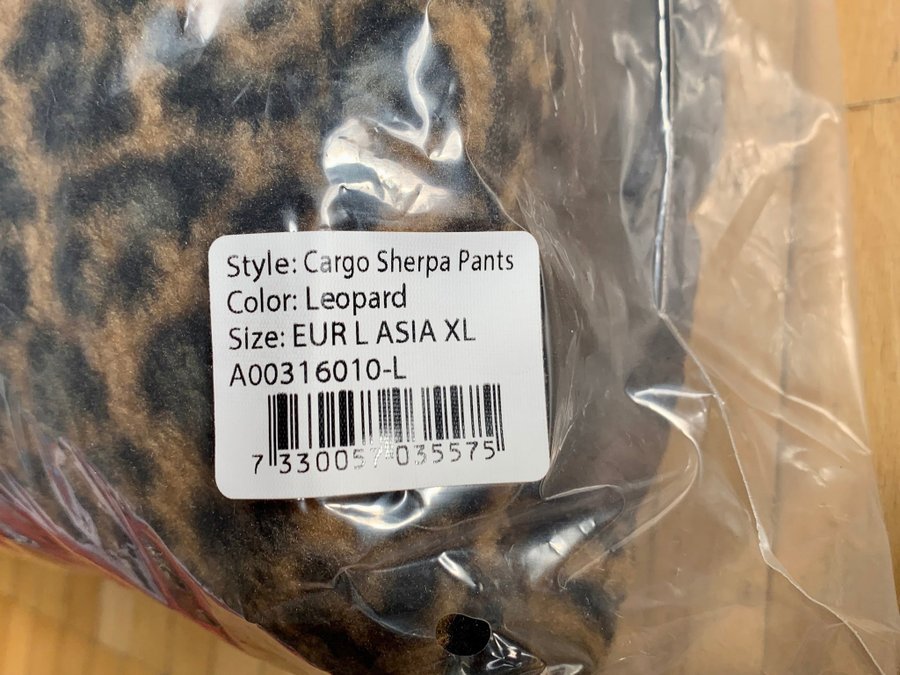 Style: Cargo Sherpa Pants
Color: Leopard
Size: EUR L ASIA XL
A00316010-L
7 330057 035575